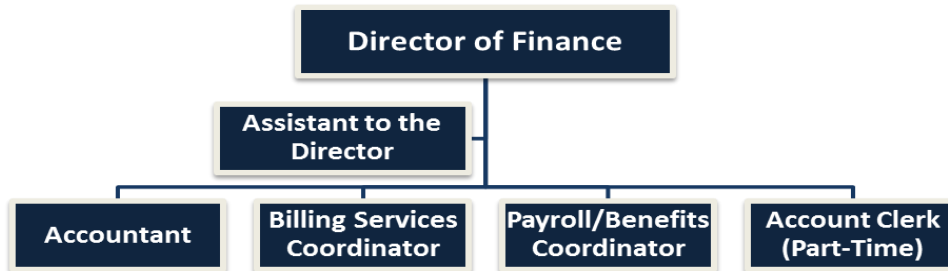 Director of Finance
Assistant to the
Director
Accountant
Billing Services
Coordinator
Payroll/Benefits
Coordinator
Account Clerk
(Part-Time)